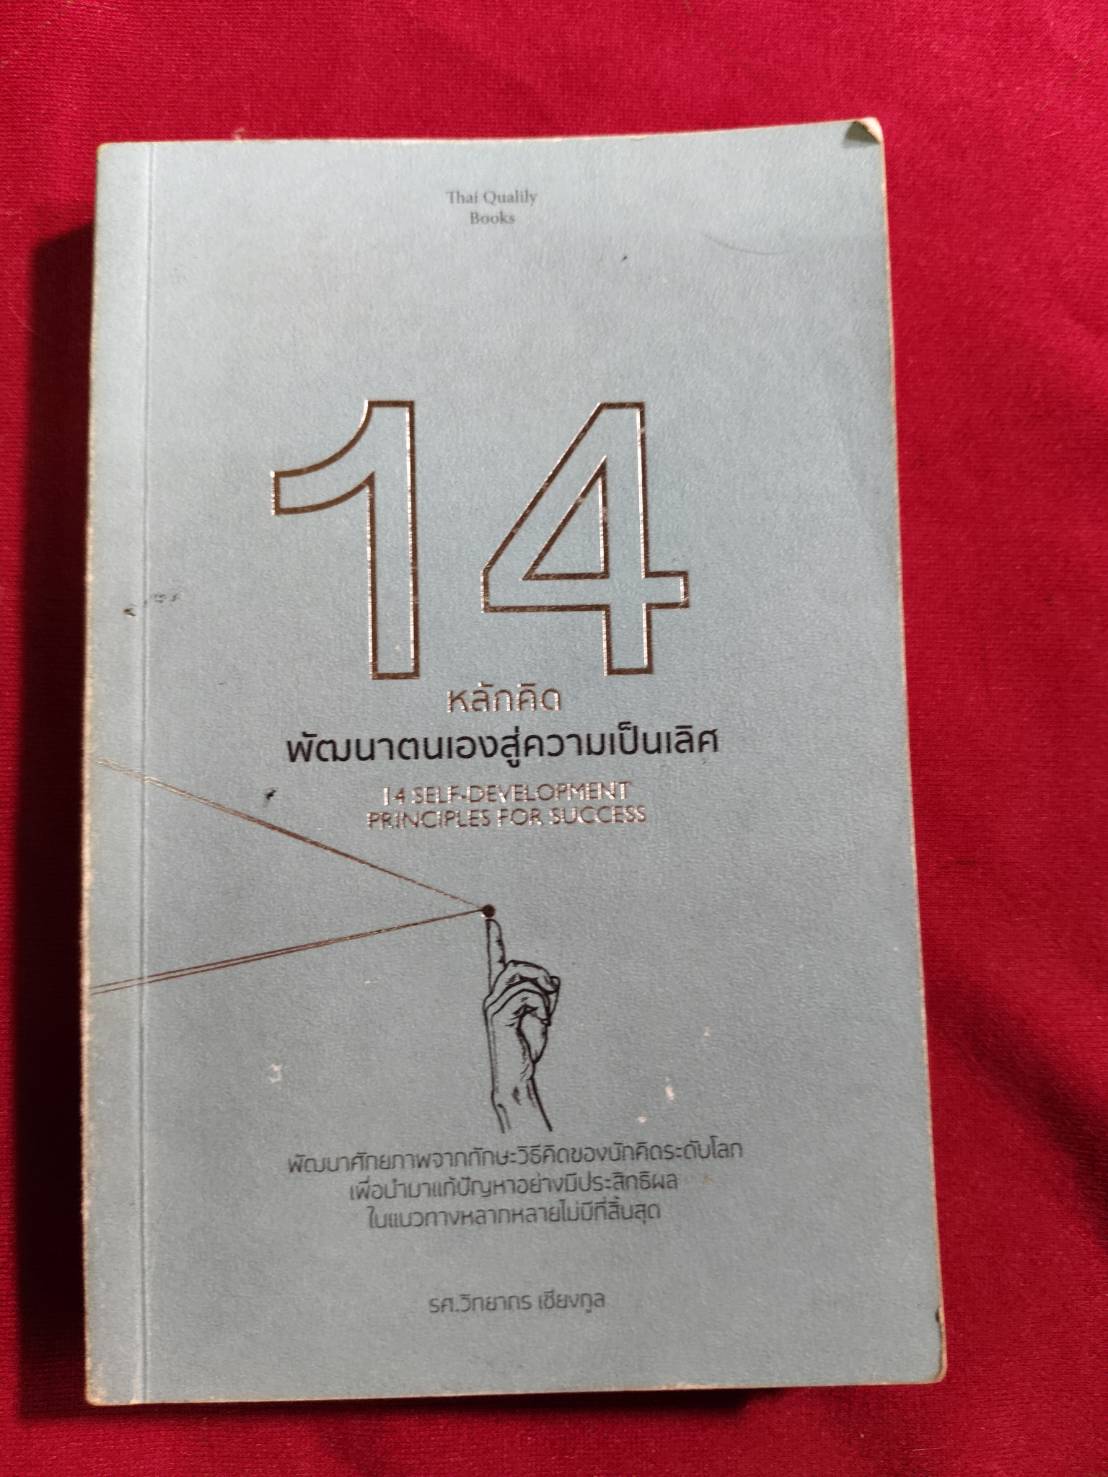 Thai Qualily
Books
14
หลักคิด
พัฒนาตนเองสู่ความเป็นเลิศ
14 SELF-DEVELOPMENT
PRINCIPLES FOR SUCCESS
พัฒนาศักยภาพจากทักษะวิธีคิดของนักคิดระดับโลก
เพื่อนำมาแก้ปัญหาอย่างมีประสิทธิผล
ในแนวทางหลากหลายไม่มีที่สิ้นสุด
รศ.วิทยากร เชียงกูล